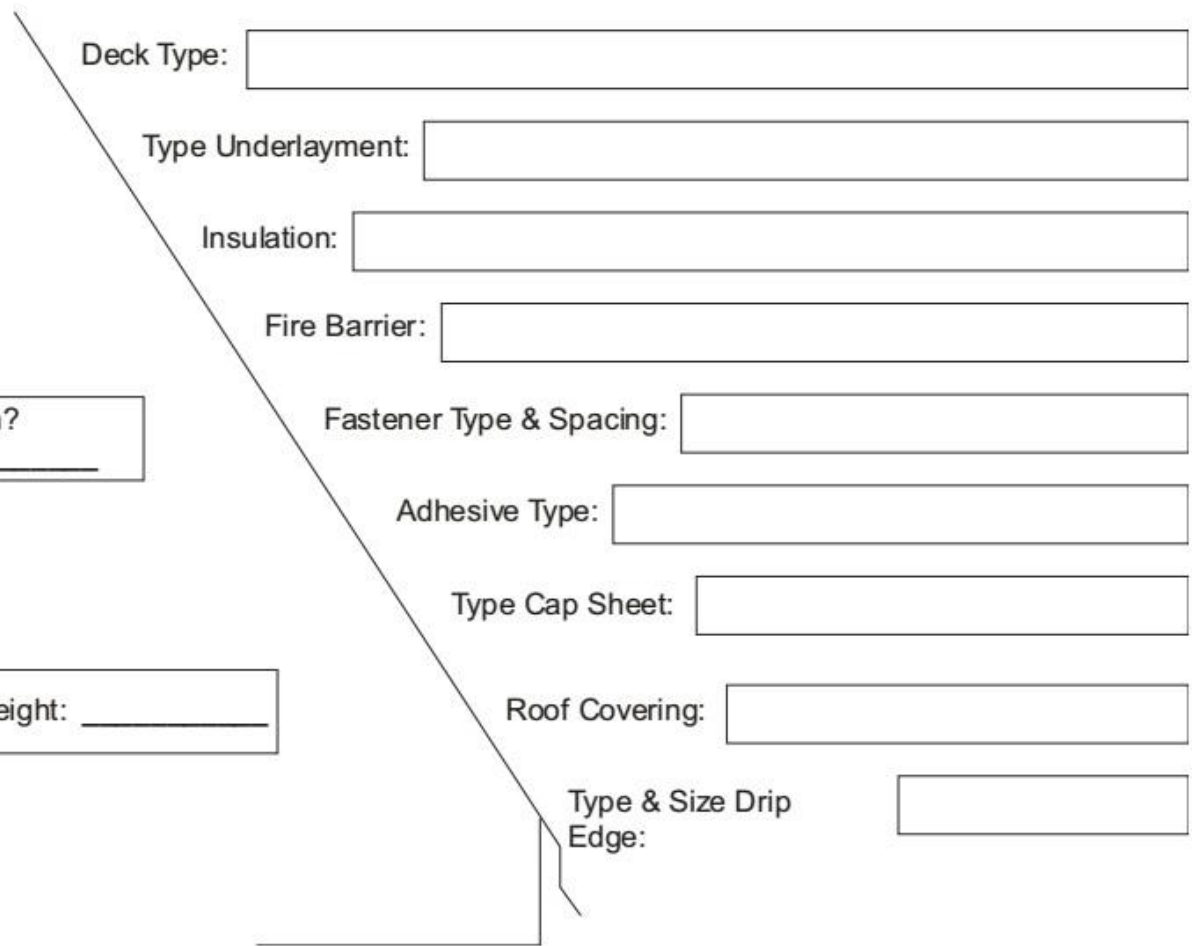 Deck Type:
Type Underlayment:
Insulation:
Fire Barrier:
?
Fastener Type & Spacing:
Adhesive Type:
Type Cap Sheet:
eight:
Roof Covering:
Type & Size Drip
Edge: